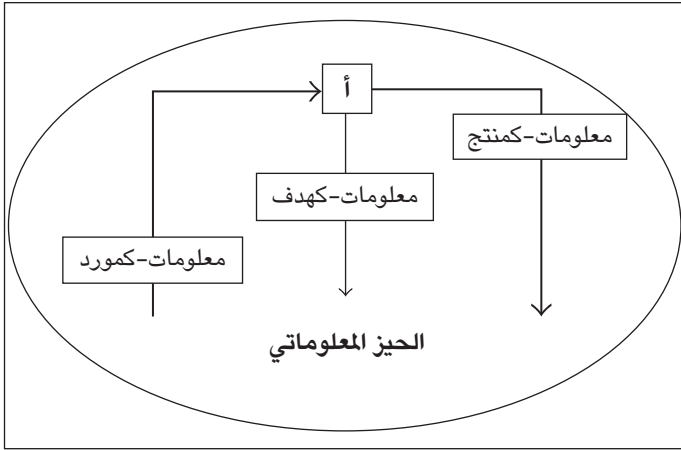 أ
معلومات-كمنتج
معلومات-كهدف
معلومات-كمورد
الحيز المعلوماتي